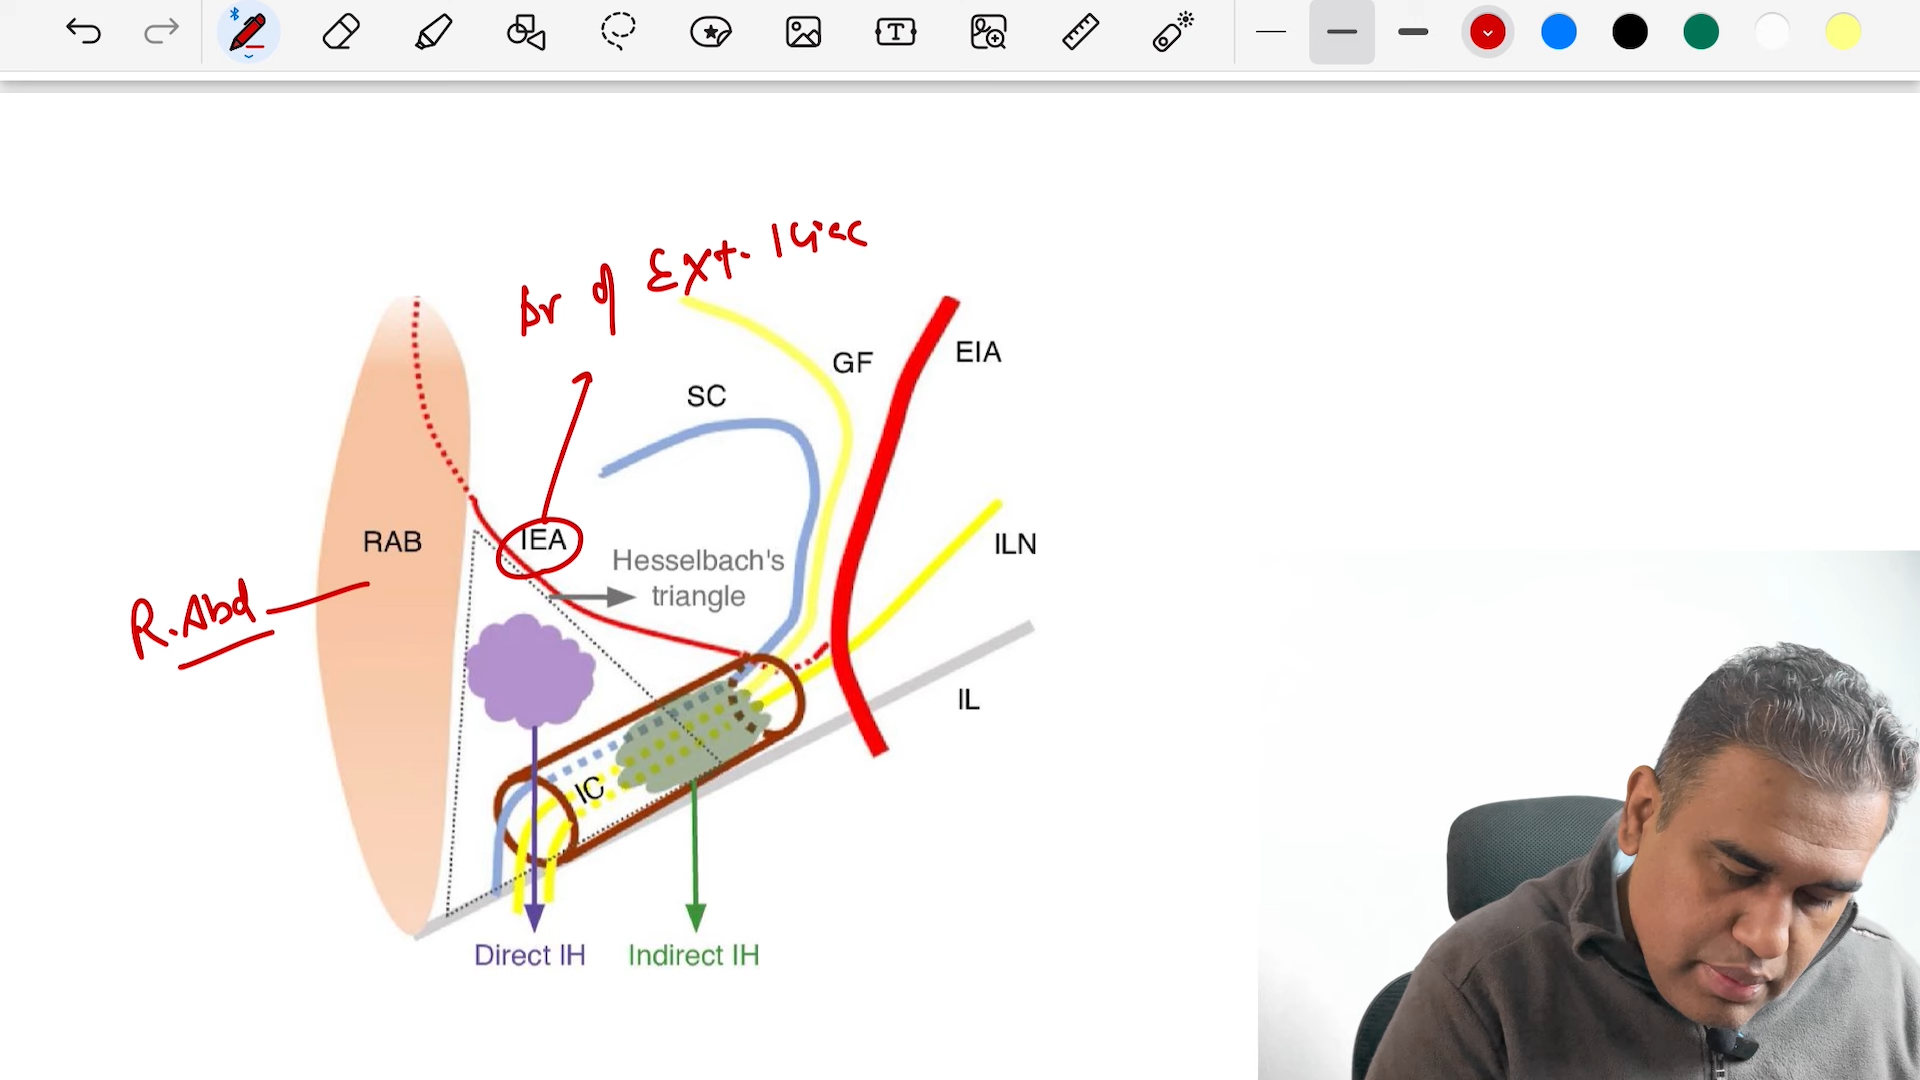 Br of Ext. Iliac
EIA
GF
SC
RAB
IEA
Hesselbach's
triangle
ILN
R. Abd
IL
IC
Direct IH
Indirect IH